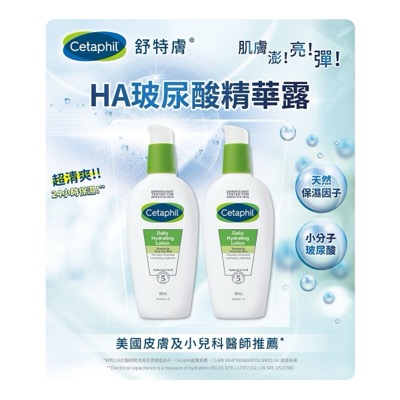 Cetaphil 舒特膚®
肌膚
澎!亮!彈!
HA玻尿酸精華露
超清爽!!
24小時保濕!**
天然
保濕因子
小分子
玻尿酸
Cetaphil
Daily
Hydrating
Lotion
5
Cetaphil
Daily
Hydrating
Lotion
5
美國皮膚及小兒科醫師推薦*